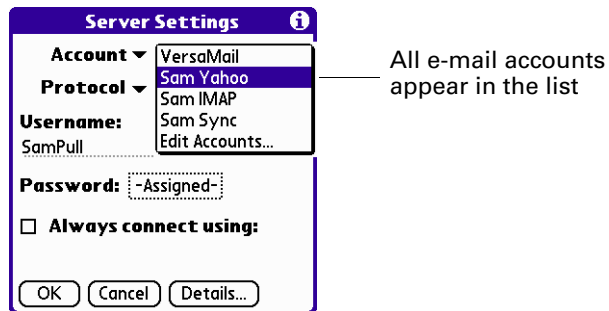 Server Settings i
Account VersaMail
Sam Yahoo
Protocol
Sam IMAP
Username: Sam Sync
SamPull Edit Accounts...
Password: -Assigned-
Always connect using:
OK Cancel Details...
All e-mail accounts
appear in the list